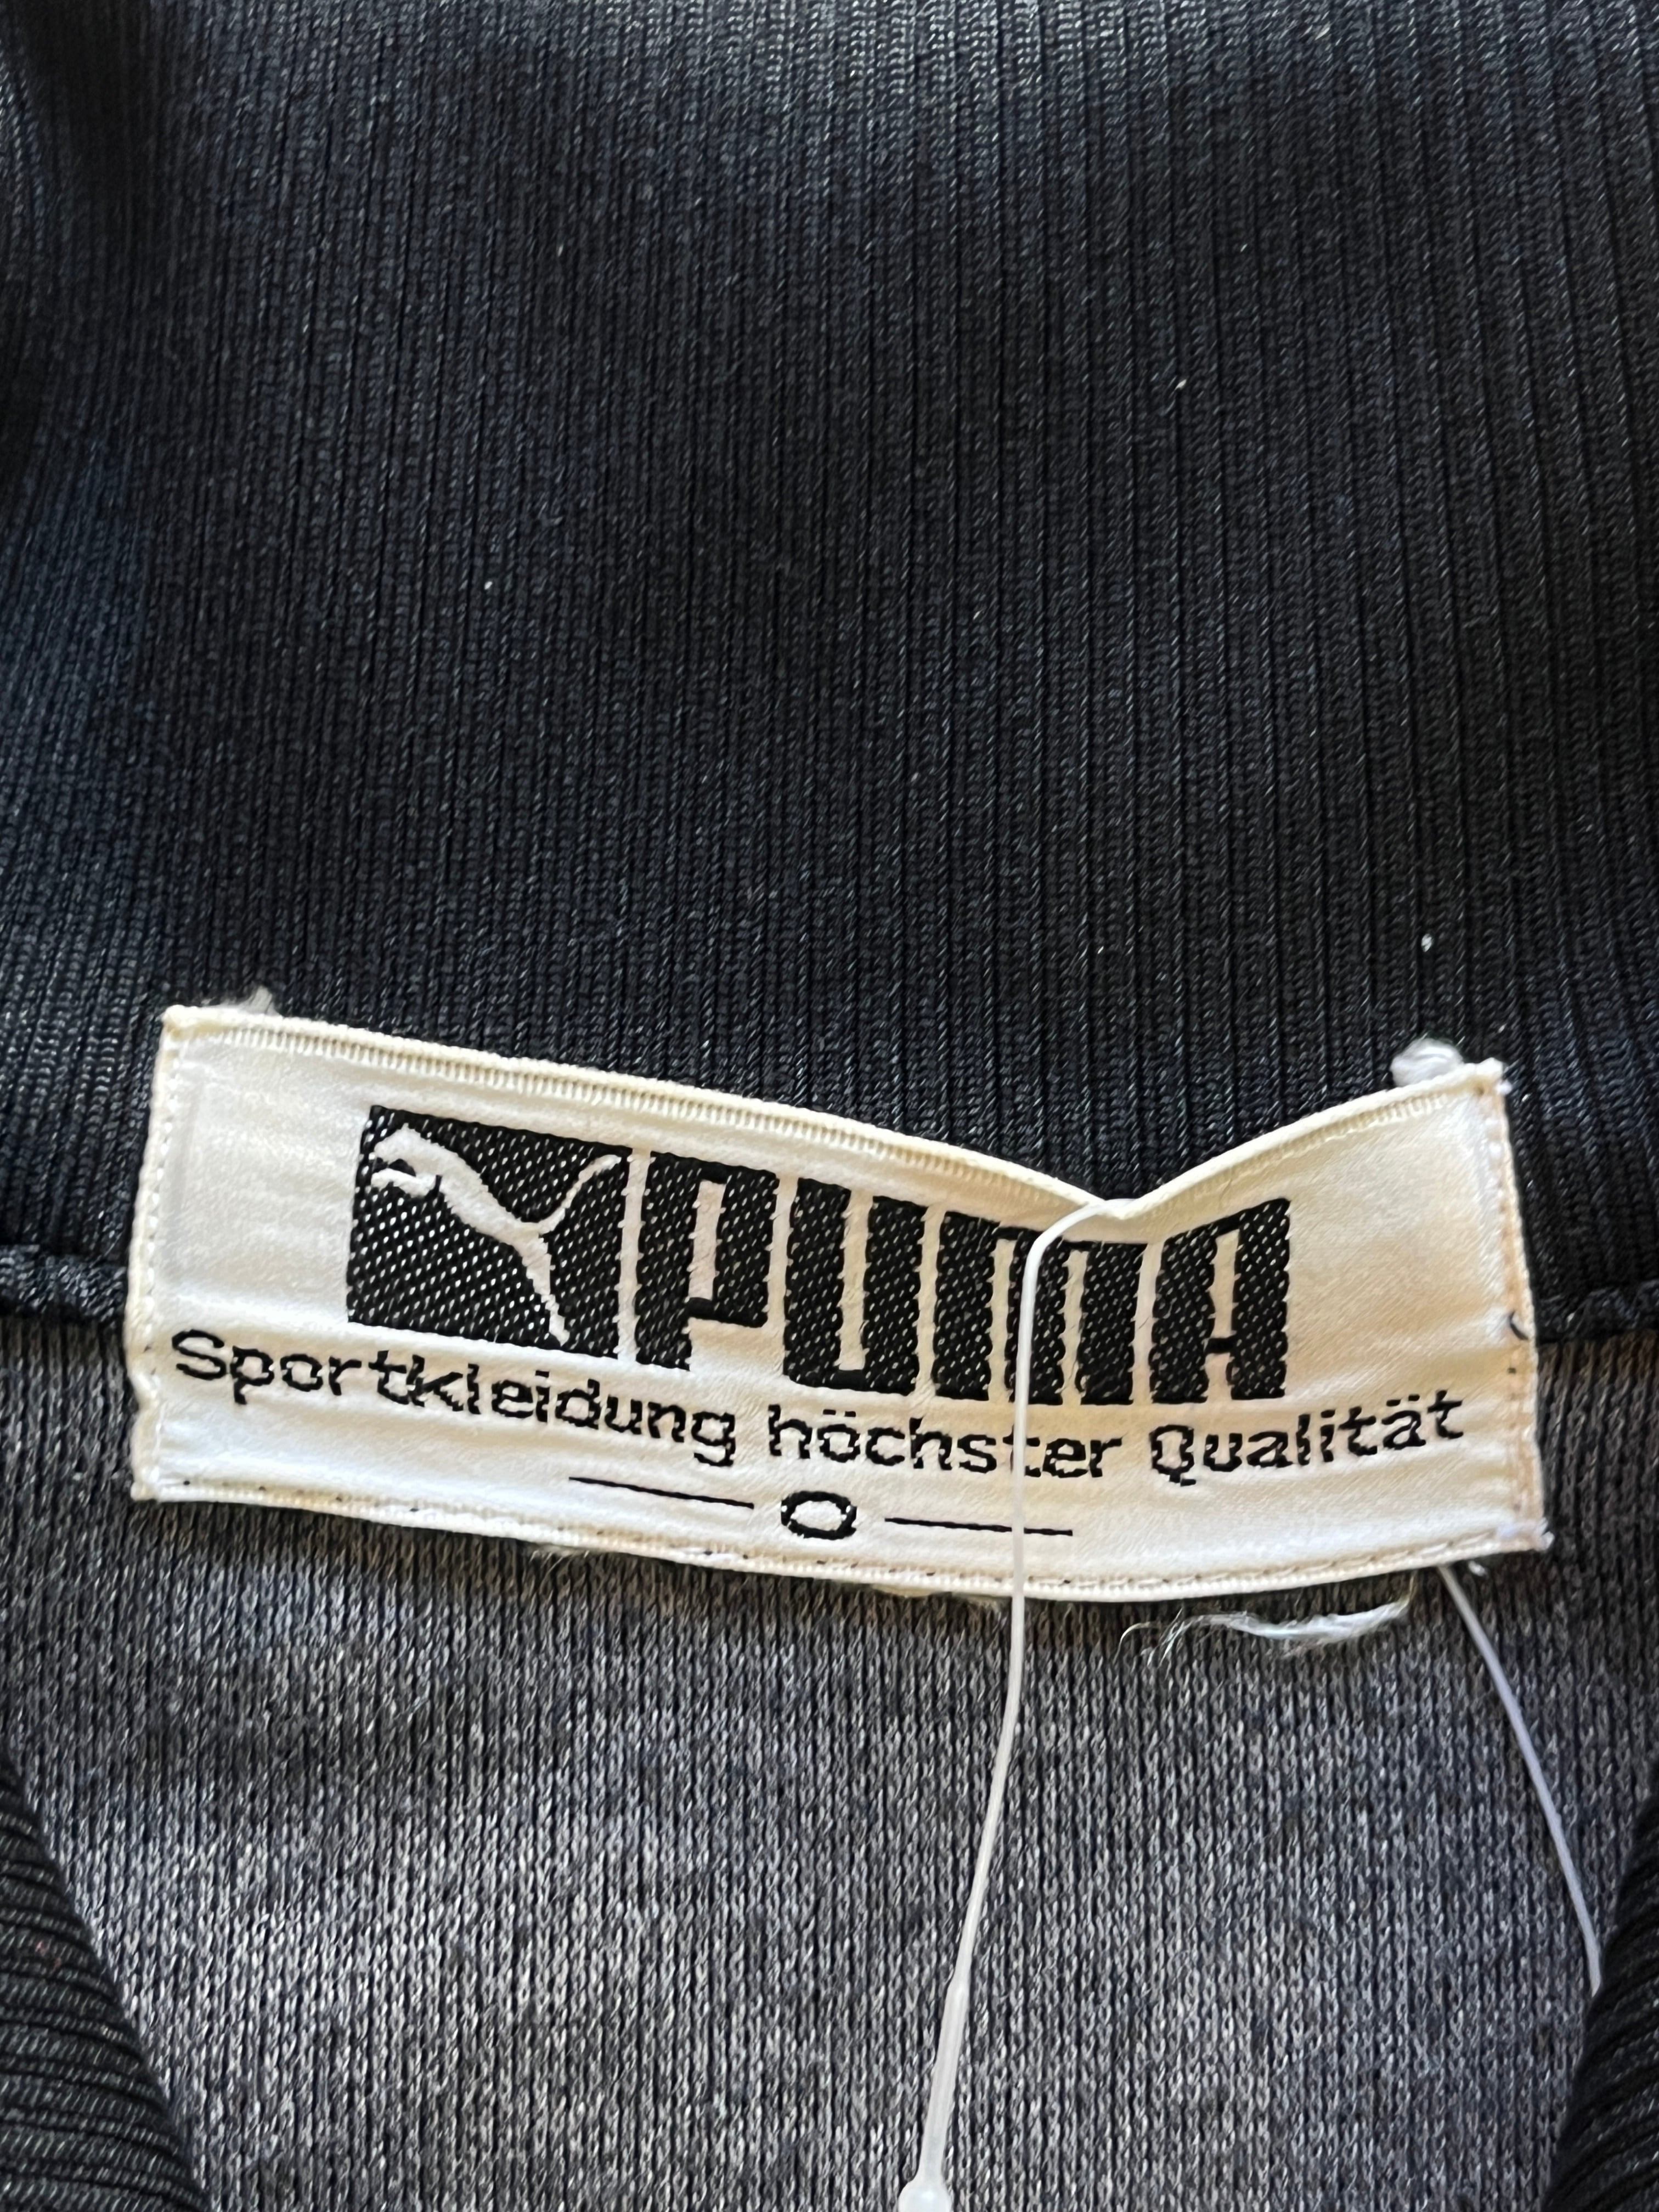 PUMA
Sportkleidung höchster Qualität
— O —